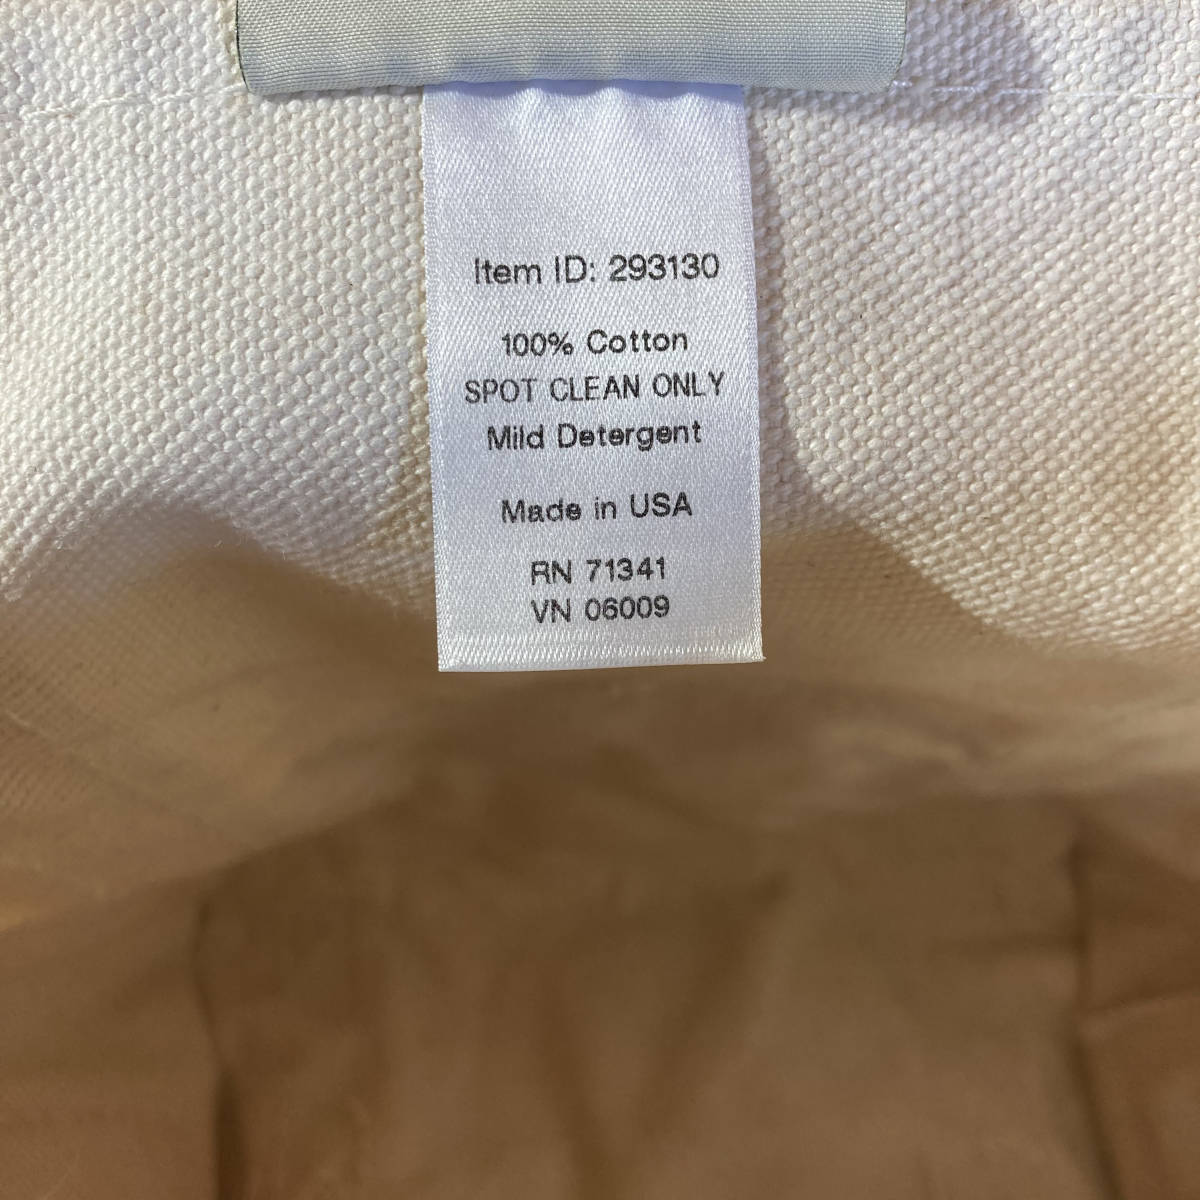 Item ID: 293130
100% Cotton
SPOT CLEAN ONLY
Mild Detergent
Made in USA
RN 71341
VN 06009